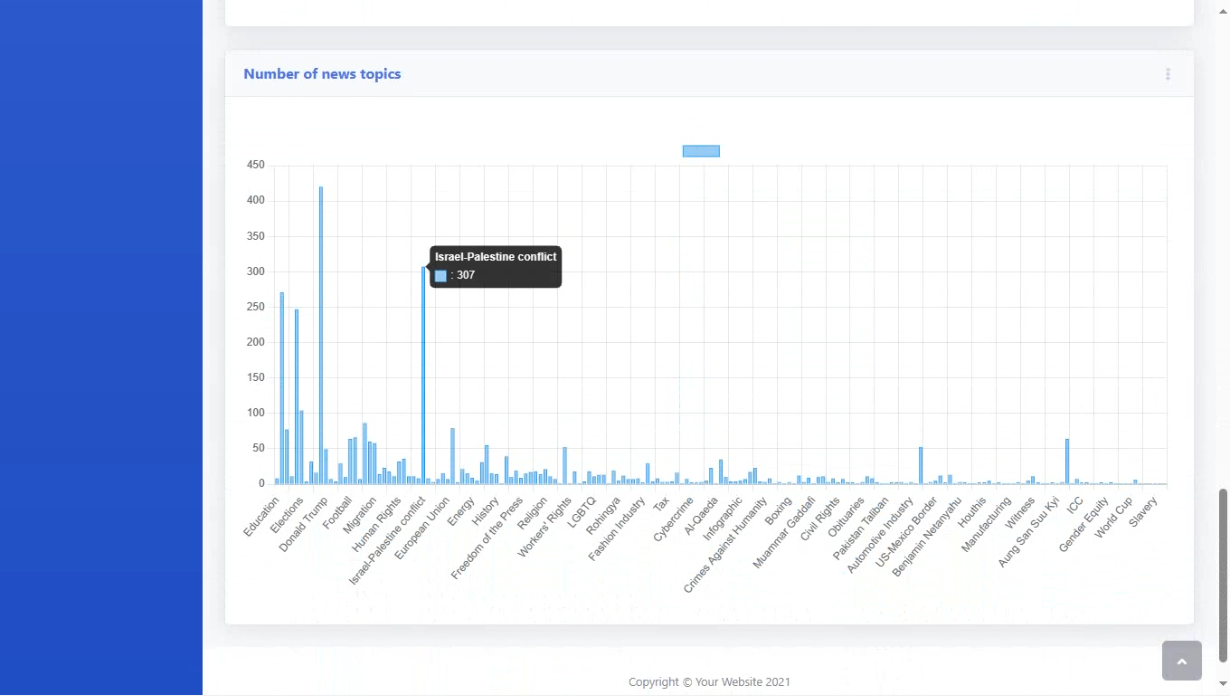 Number of news topics
450
400
350
300
250
200
150
100
50
0
Israel-Palestine conflict
: 307
Education
Elections
Donald Trump
Football
Migration
Human Rights
Israel-Palestine conflict
European Union
Energy
History
Freedom of the Press
Religion
Workers' Rights
LGBTQ
Rohingya
Fashion Industry
Tax
Cybercrime
Al-Qaeda
Infographic
Crimes Against Humanity
Boxing
Muammar Gaddafi
Civil Rights
Obituaries
Pakistan Taliban
Automotive Industry
US-Mexico Border
Benjamin Netanyahu
Houthis
Manufacturing
Witness
Aung San Suu Kyi
ICC
Gender Equity
World Cup
Slavery
Copyright © Your Website 2021